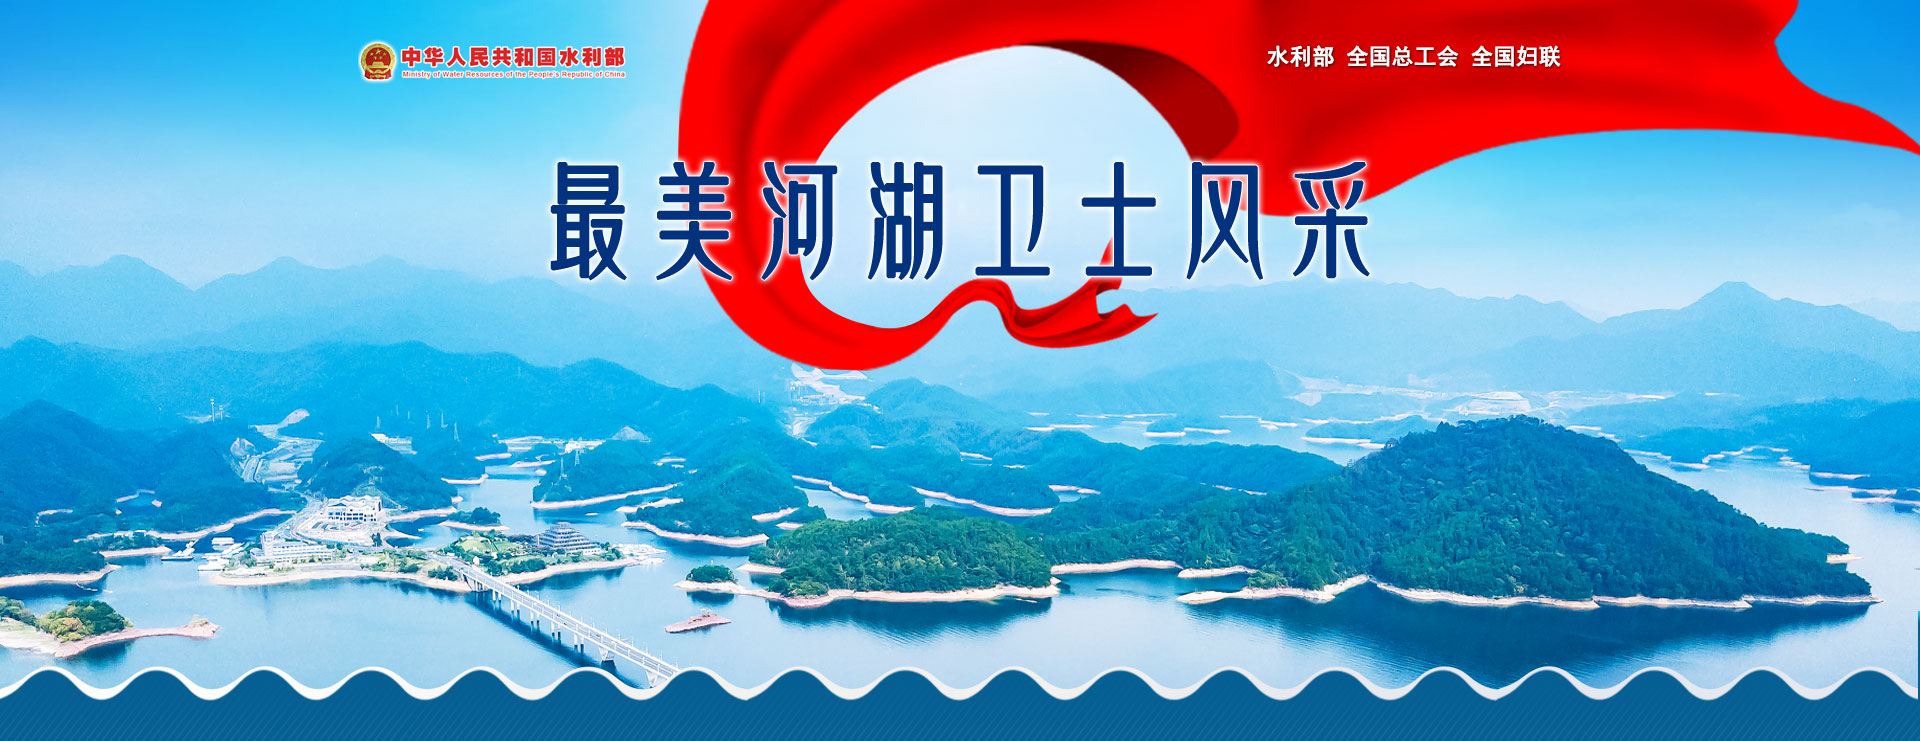 中华人民共和国水利部
Ministry of Water Resources of the People's Republic of China
水利部 全国总工会 全国妇联
最美河湖卫士风采